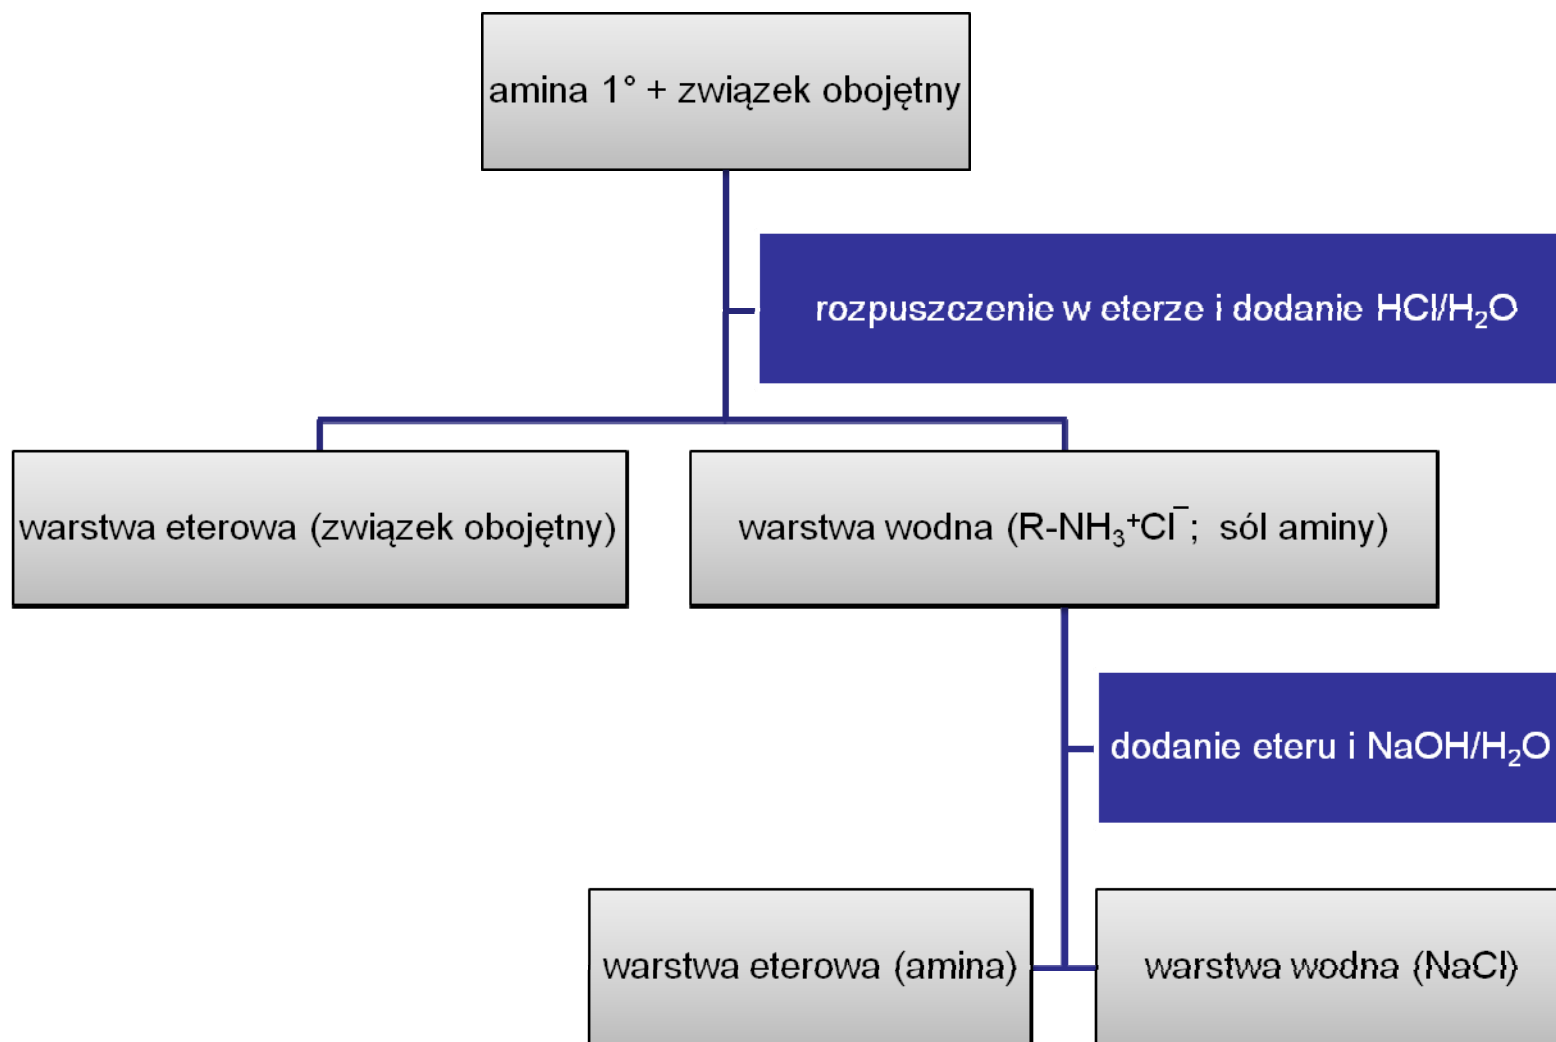 amina 1° + związek obojętny
rozpuszczenie w eterze i dodanie HCl/H₂O
warstwa eterowa (związek obojętny)
warstwa wodna (R-NH₃⁺Cl⁻; sól aminy)
dodanie eteru i NaOH/H₂O
warstwa eterowa (amina)
warstwa wodna (NaCl)